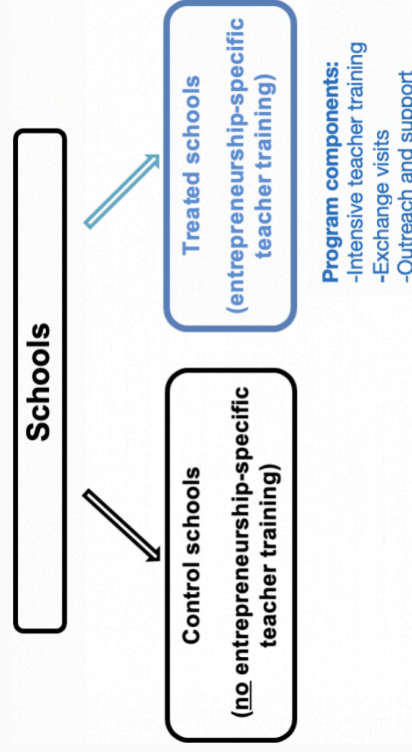 Schools
Control schools
(no entrepreneurship-specific
teacher training)
Treated schools
(entrepreneurship-specific
teacher training)
Program components:
-Intensive teacher training
-Exchange visits
-Outreach and support